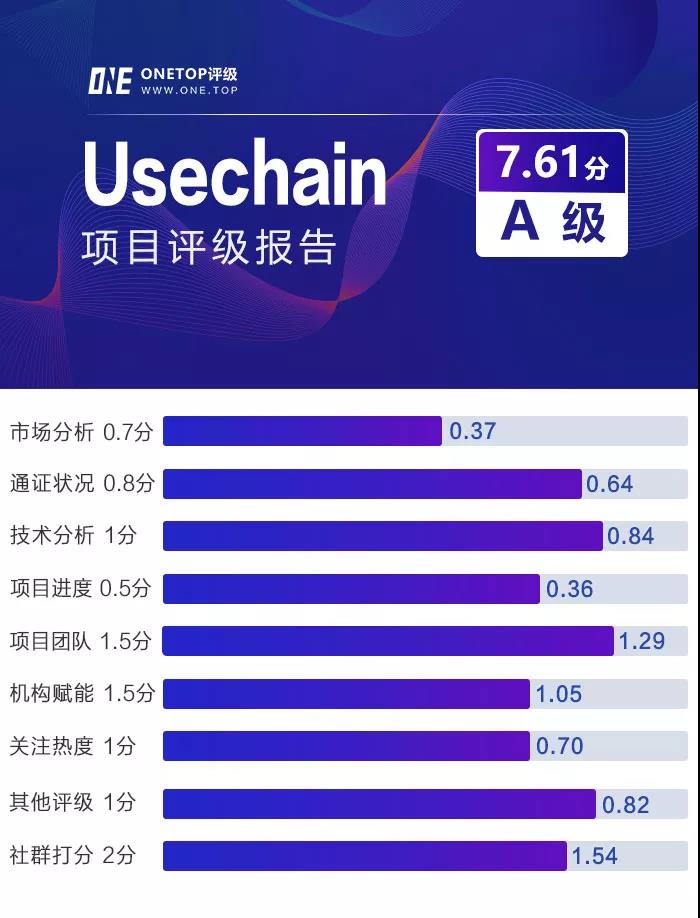 ONE ONETOP评级
WWW.ONE.TOP
Usechain
项目评级报告
7.61分
A 级
市场分析 0.7分 0.37
通证状况 0.8分 0.64
技术分析 1分 0.84
项目进度 0.5分 0.36
项目团队 1.5分 1.29
机构赋能 1.5分 1.05
关注热度 1分 0.70
其他评级 1分 0.82
社群打分 2分 1.54